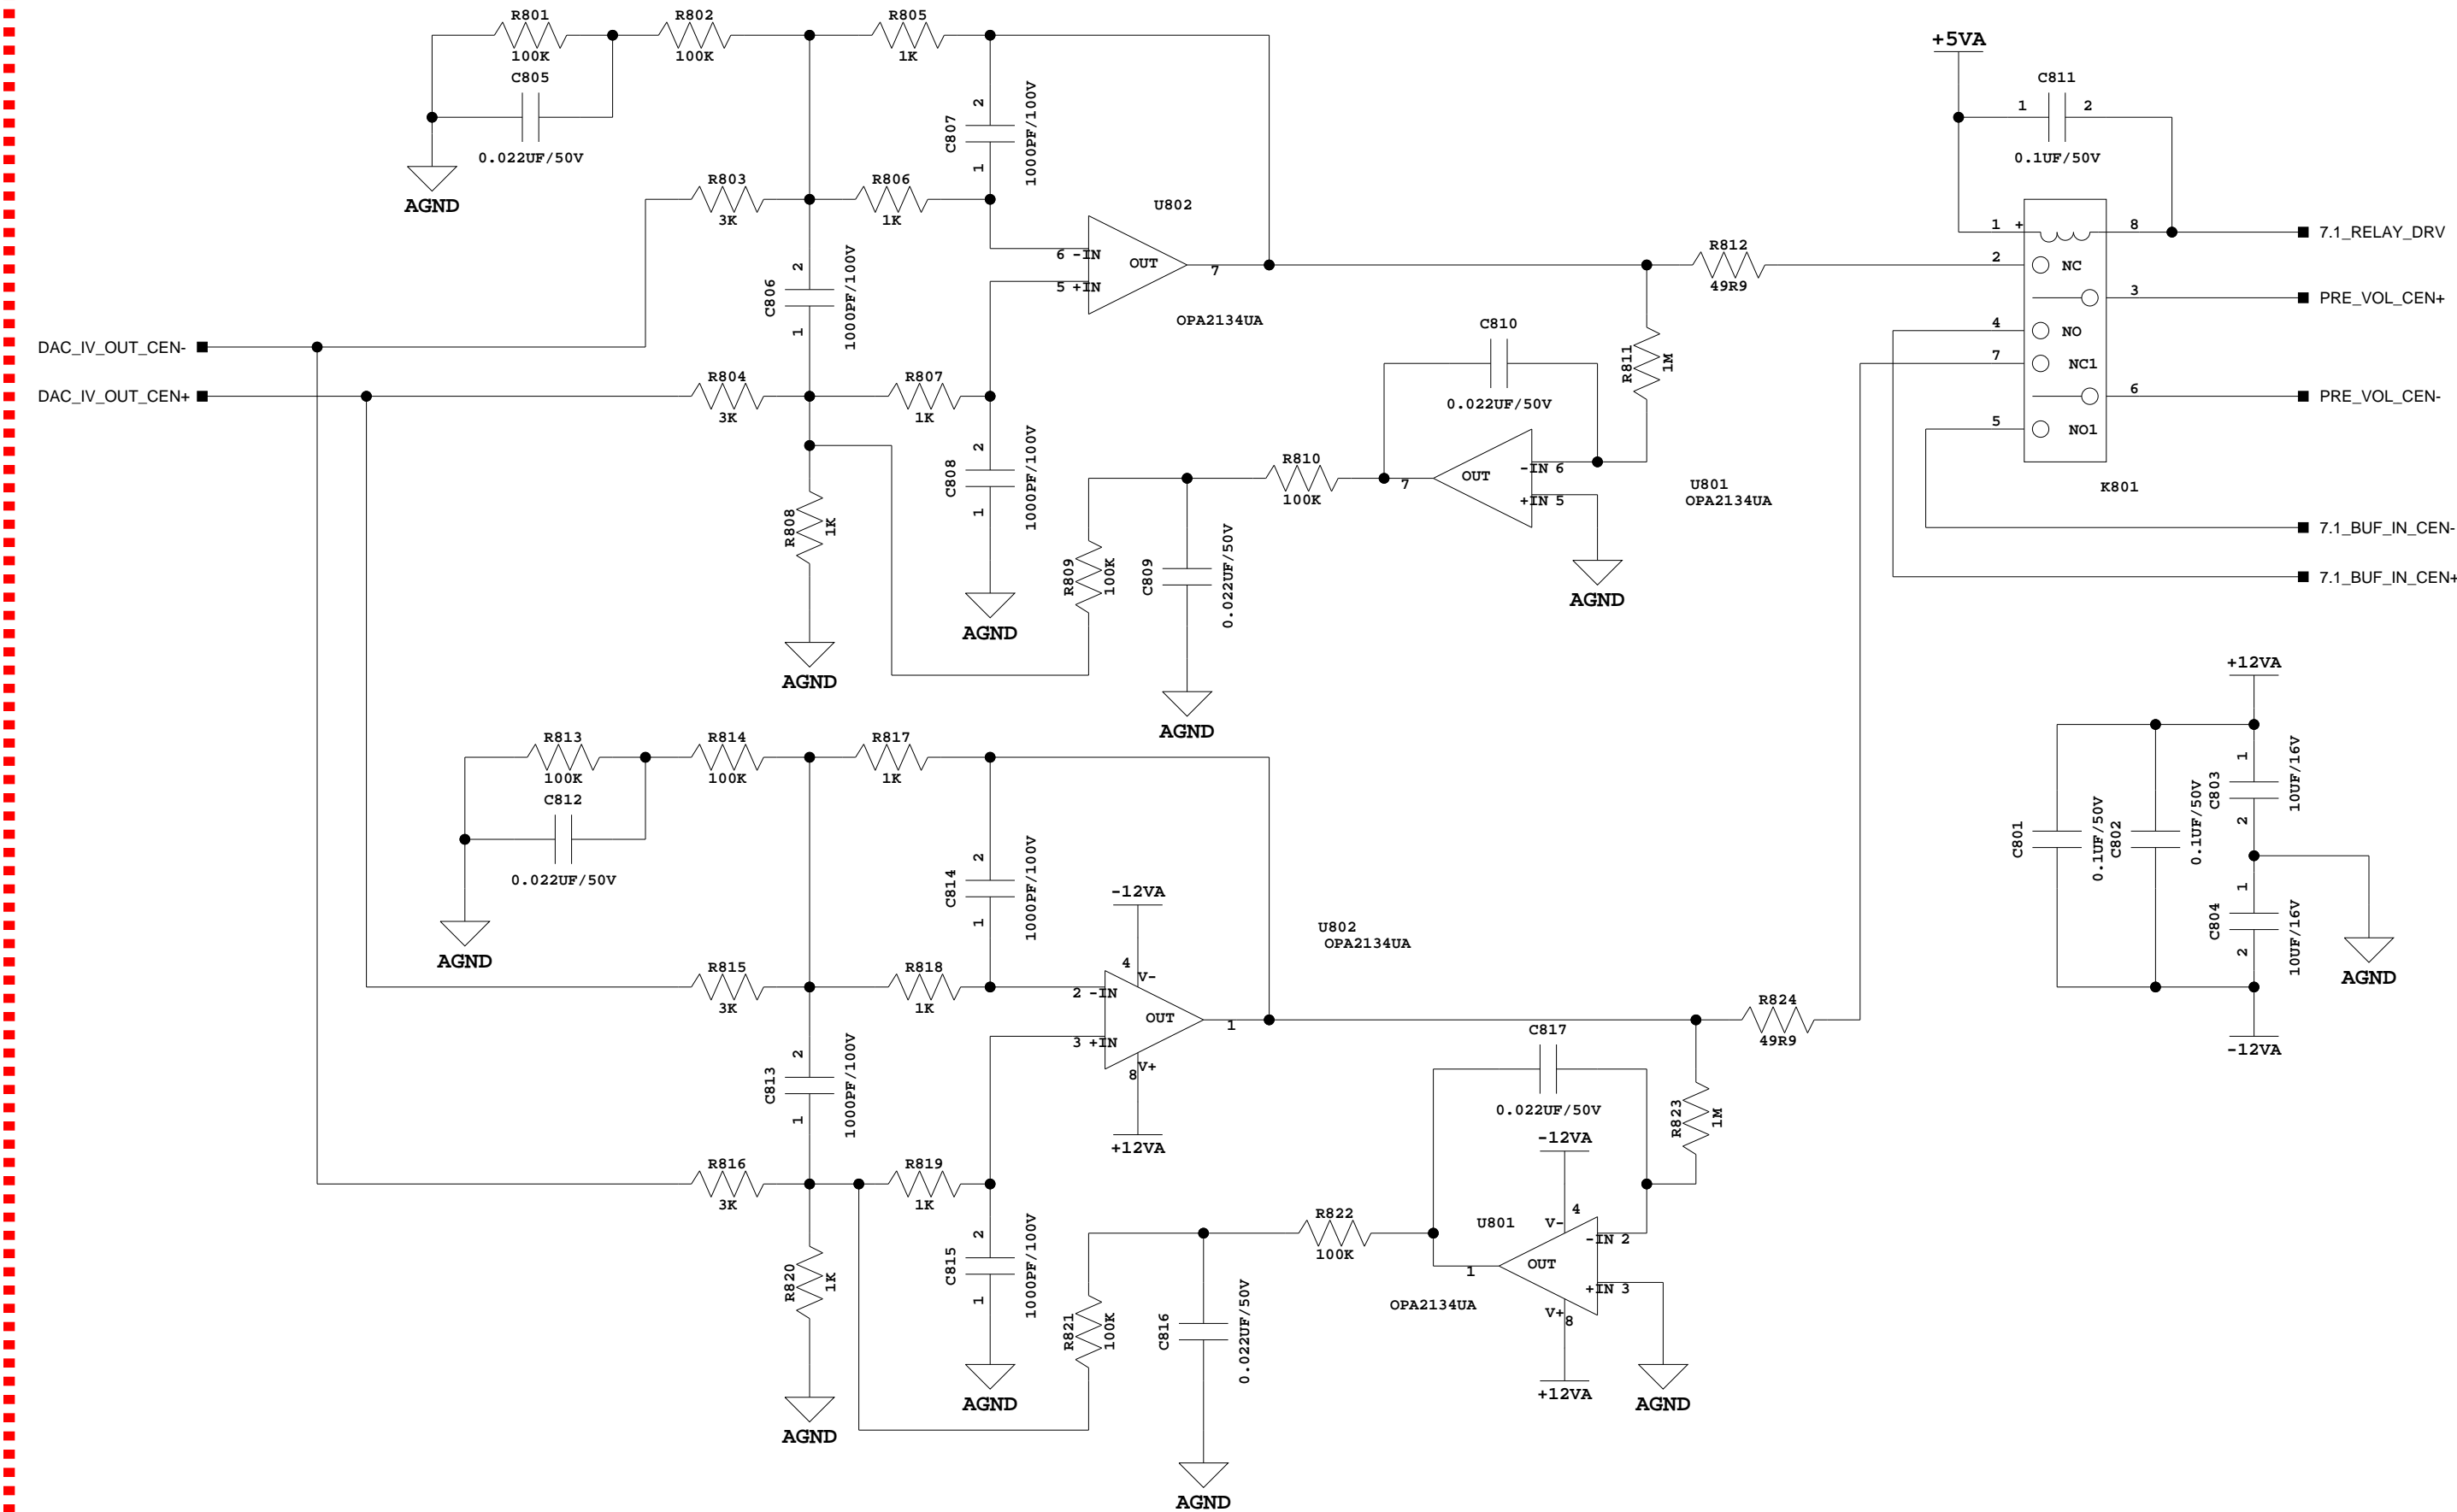 R801
100K
R802
100K
R805
1K
C805
0.022UF/50V
AGND
C807
2
1
1000PF/100V
R803
3K
R806
1K
U802
6 -IN
5 +IN
OUT
7
OPA2134UA
C806
2
1
1000PF/100V
DAC_IV_OUT_CEN-
DAC_IV_OUT_CEN+
R804
3K
R807
1K
C808
2
1
1000PF/100V
AGND
R808
1K
AGND
R812
49R9
R811
1M
C810
0.022UF/50V
OUT
7
-IN 6
+IN 5
U801
OPA2134UA
AGND
R810
100K
R809
100K
C809
0.022UF/50V
AGND
+5VA
C811
1
2
0.1UF/50V
1
+
8
7.1_RELAY_DRV
2
NC
3
PRE_VOL_CEN+
4
NO
7
NC1
6
PRE_VOL_CEN-
5
NO1
K801
7.1_BUF_IN_CEN-
7.1_BUF_IN_CEN+
R813
100K
R814
100K
R817
1K
C812
0.022UF/50V
AGND
C814
2
1
1000PF/100V
-12VA
4
V-
U802
OPA2134UA
R815
3K
R818
1K
2 -IN
3 +IN
OUT
1
8
V+
+12VA
C813
2
1
1000PF/100V
R816
3K
R819
1K
C815
2
1
1000PF/100V
AGND
R820
1K
AGND
R824
49R9
R823
1M
C817
0.022UF/50V
-12VA
4
V-
U801
-IN 2
OUT
1
+IN 3
V+
8
OPA2134UA
+12VA
AGND
R822
100K
R821
100K
C816
0.022UF/50V
AGND
+12VA
C801
0.1UF/50V
C802
0.1UF/50V
C803
1
2
10UF/16V
C804
1
2
10UF/16V
AGND
-12VA